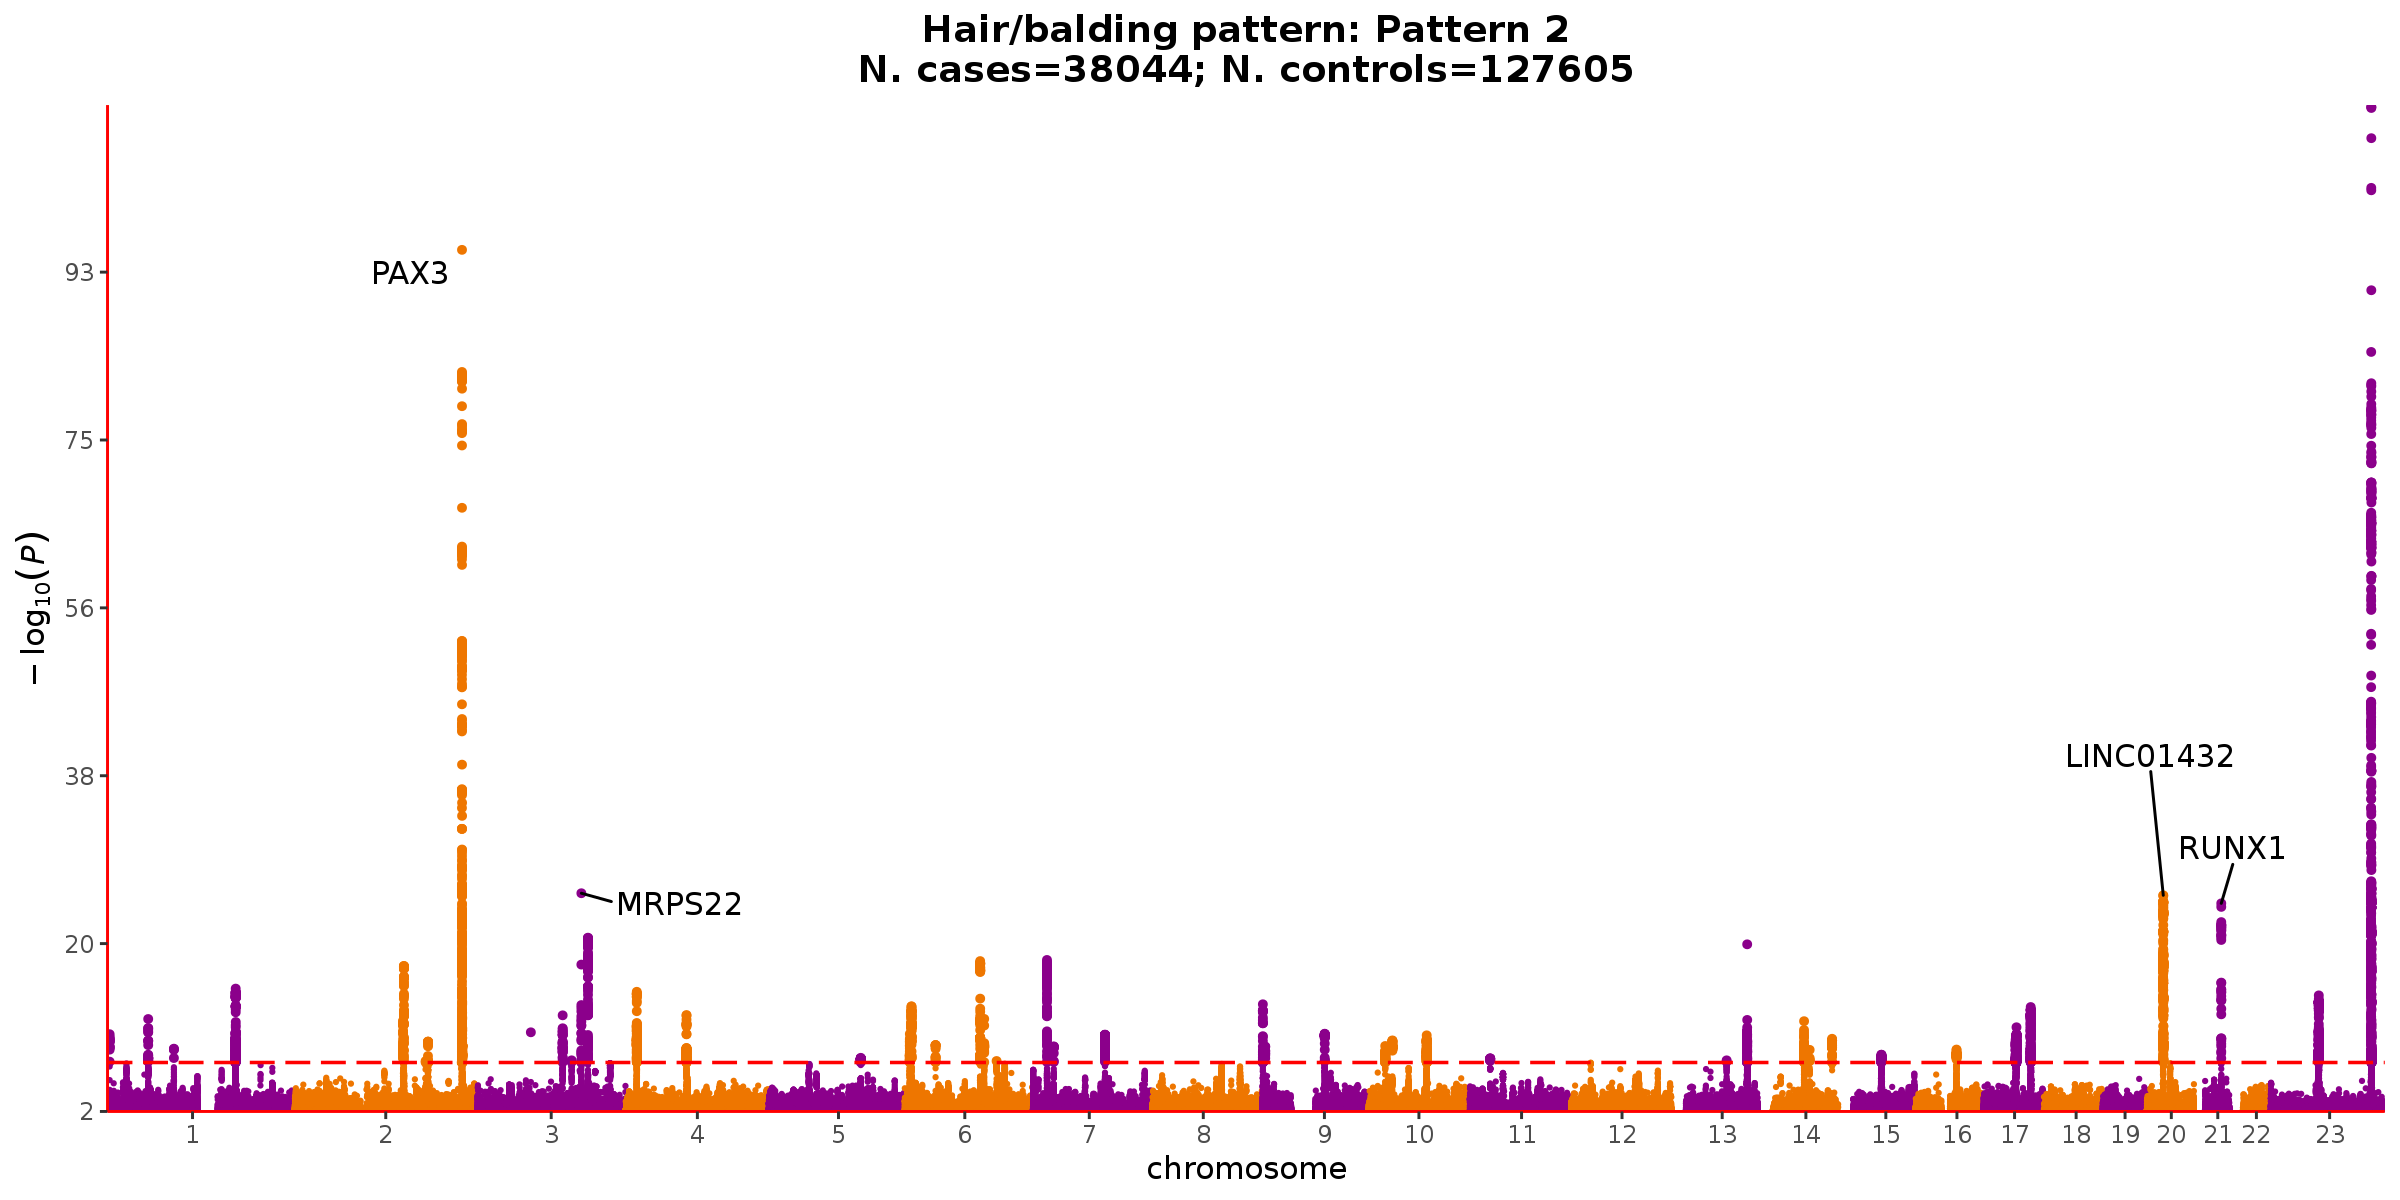 Hair/balding pattern: Pattern 2
N. cases=38044; N. controls=127605
−log10(P)
93
75
56
38
20
2
PAX3
MRPS22
LINC01432
RUNX1
1 2 3 4 5 6 7 8 9 10 11 12 13 14 15 16 17 18 19 20 21 22 23
chromosome